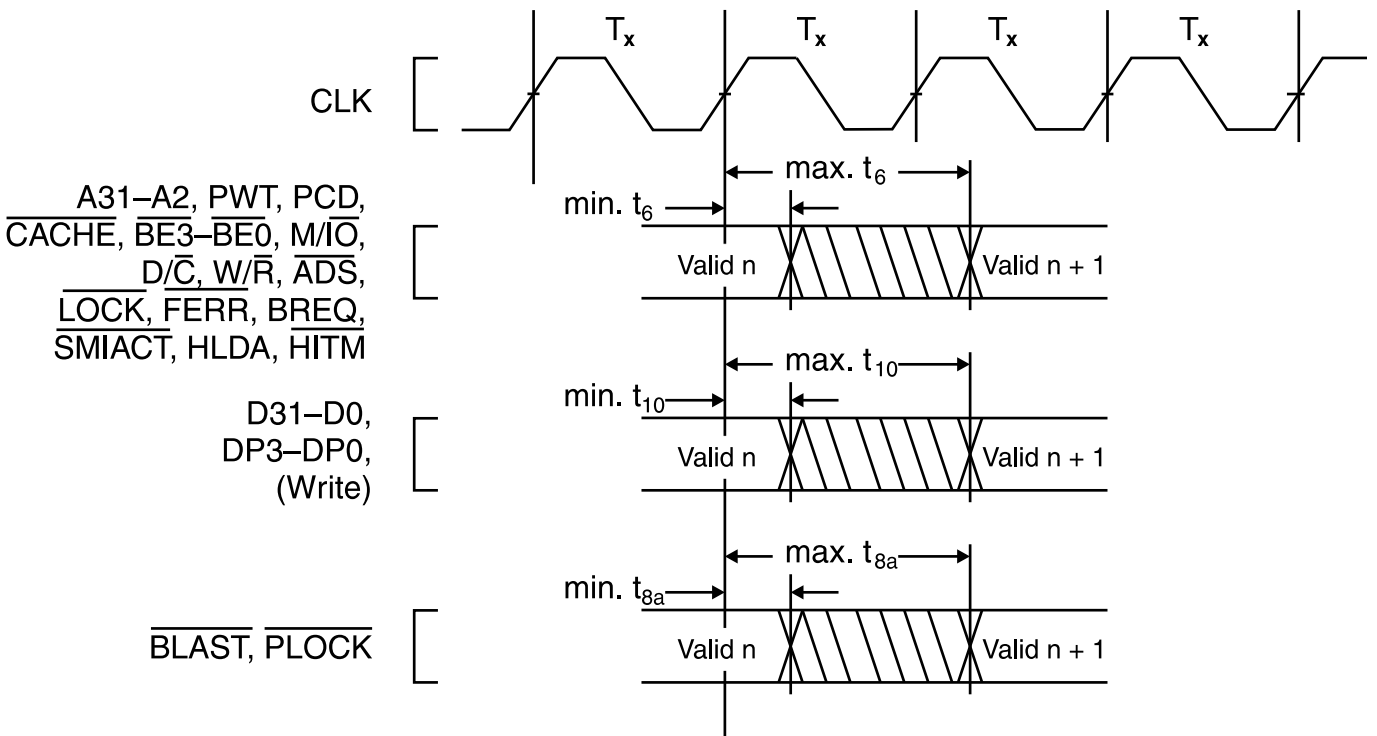 Tx Tx Tx Tx
CLK
max. t6
A31–A2, PWT, PCD,
min. t6
CACHE, BE3–BE0, M/IO,
D/C, W/R, ADS,
Valid n Valid n + 1
LOCK, FERR, BREQ,
SMIACT, HLDA, HITM
max. t10
min. t10
D31–D0,
DP3–DP0,
(Write)
Valid n Valid n + 1
max. t8a
min. t8a
BLAST, PLOCK
Valid n Valid n + 1